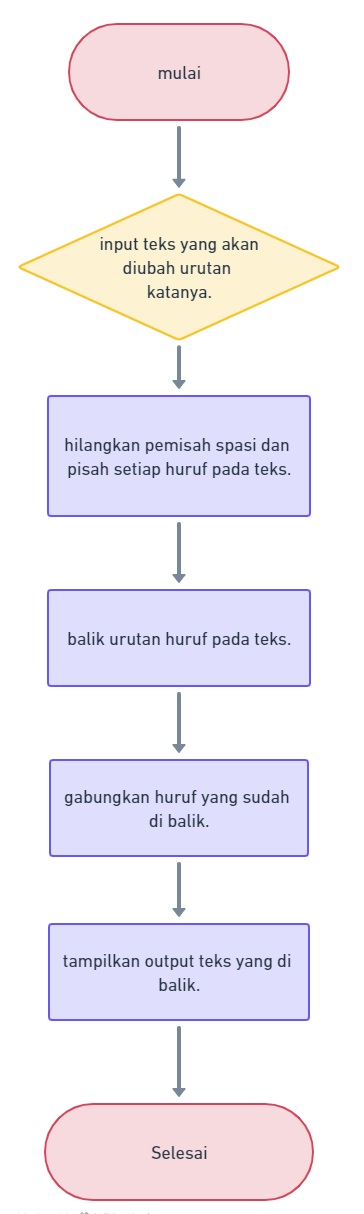 mulai
input teks yang akan
diubah urutan
katanya.
hilangkan pemisah spasi dan
pisah setiap huruf pada teks.
balik urutan huruf pada teks.
gabungkan huruf yang sudah
di balik.
tampilkan output teks yang di
balik.
Selesai